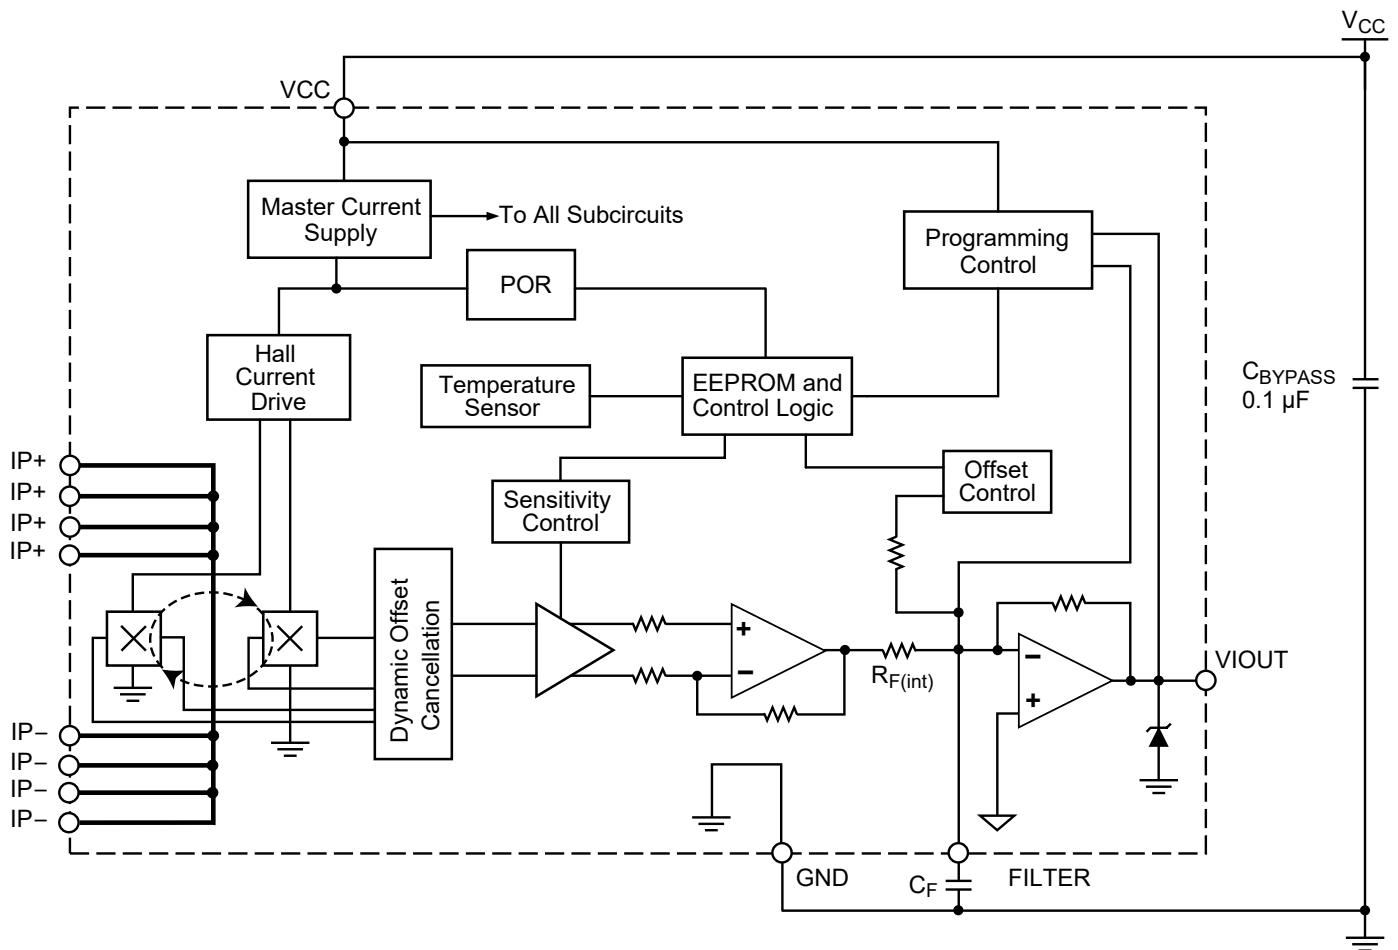 VCC
VCC
Master Current
Supply
To All Subcircuits
Programming
Control
POR
Hall
Current
Drive
Temperature
Sensor
EEPROM and
Control Logic
CBYPASS
0.1 µF
IP+
IP+
IP+
IP+
Sensitivity
Control
Offset
Control
Dynamic Offset
Cancellation
+
−
RF(int)
−
+
VIOUT
IP−
IP−
IP−
IP−
GND
CF
FILTER